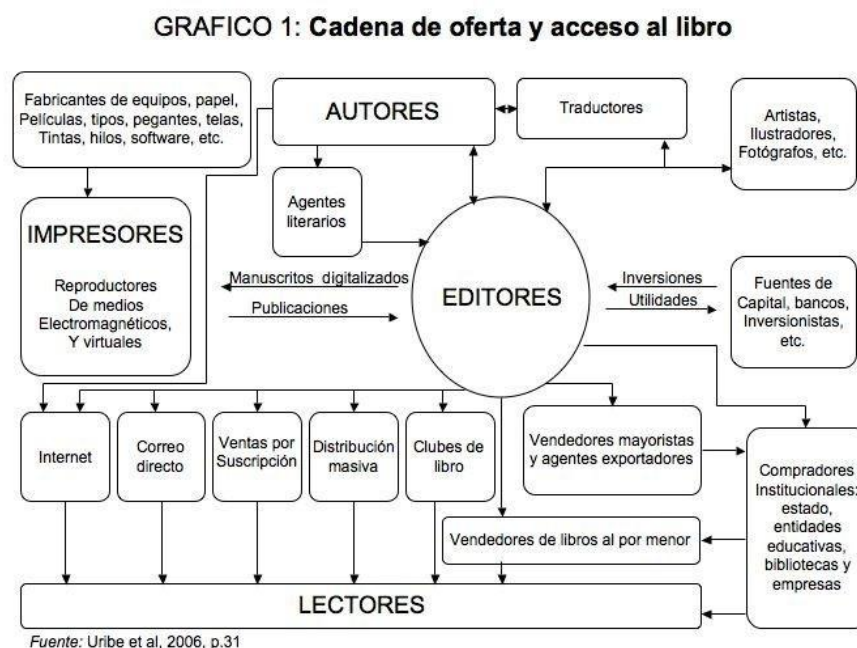 GRAFICO 1: Cadena de oferta y acceso al libro
Fabricantes de equipos, papel,
Películas, tipos, pegantes, telas,
Tintas, hilos, software, etc.
AUTORES
Traductores
Artistas,
Ilustradores,
Fotógrafos, etc.
Agentes
literarios
IMPRESORES
Reproductores
De medios
Electromagnéticos,
Y virtuales
Manuscritos digitalizados
Publicaciones
EDITORES
Inversiones
Utilidades
Fuentes de
Capital, bancos,
Inversionistas,
etc.
Internet
Correo
directo
Ventas por
Suscripción
Distribución
masiva
Clubes de
libro
Vendedores mayoristas
y agentes exportadores
Compradores
Institucionales:
estado,
entidades
educativas,
bibliotecas y
empresas
Vendedores de libros al por menor
LECTORES
Fuente: Uribe et al, 2006, p.31